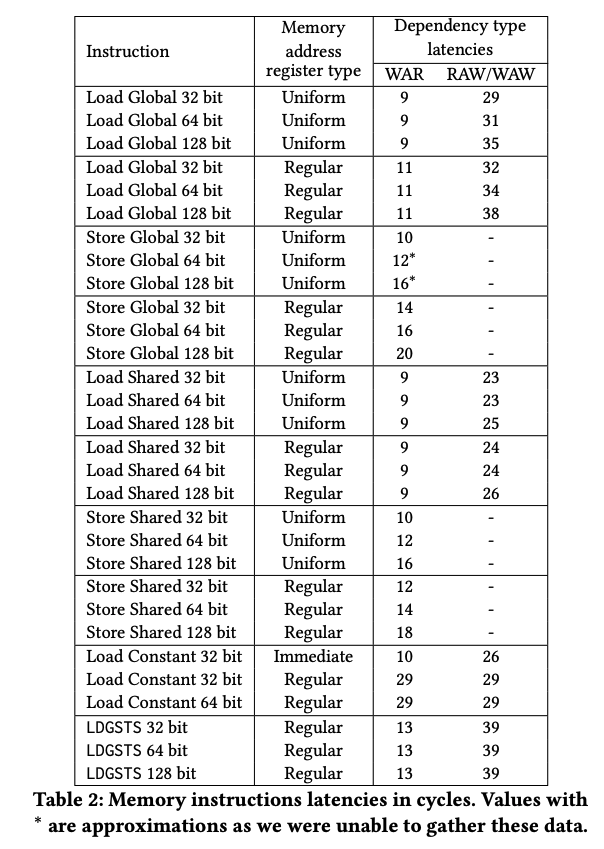 Instruction Memory address register type Dependency type latencies
WAR RAW/WAW
Load Global 32 bit Uniform 9 29
Load Global 64 bit Uniform 9 31
Load Global 128 bit Uniform 9 35
Load Global 32 bit Regular 11 32
Load Global 64 bit Regular 11 34
Load Global 128 bit Regular 11 38
Store Global 32 bit Uniform 10 -
Store Global 64 bit Uniform 12* -
Store Global 128 bit Uniform 16* -
Store Global 32 bit Regular 14 -
Store Global 64 bit Regular 16 -
Store Global 128 bit Regular 20 -
Load Shared 32 bit Uniform 9 23
Load Shared 64 bit Uniform 9 23
Load Shared 128 bit Uniform 9 25
Load Shared 32 bit Regular 9 24
Load Shared 64 bit Regular 9 24
Load Shared 128 bit Regular 9 26
Store Shared 32 bit Uniform 10 -
Store Shared 64 bit Uniform 12 -
Store Shared 128 bit Uniform 16 -
Store Shared 32 bit Regular 12 -
Store Shared 64 bit Regular 14 -
Store Shared 128 bit Regular 18 -
Load Constant 32 bit Immediate 10 26
Load Constant 32 bit Regular 29 29
Load Constant 64 bit Regular 29 29
LDGSTS 32 bit Regular 13 39
LDGSTS 64 bit Regular 13 39
LDGSTS 128 bit Regular 13 39
Table 2: Memory instructions latencies in cycles. Values with
* are approximations as we were unable to gather these data.